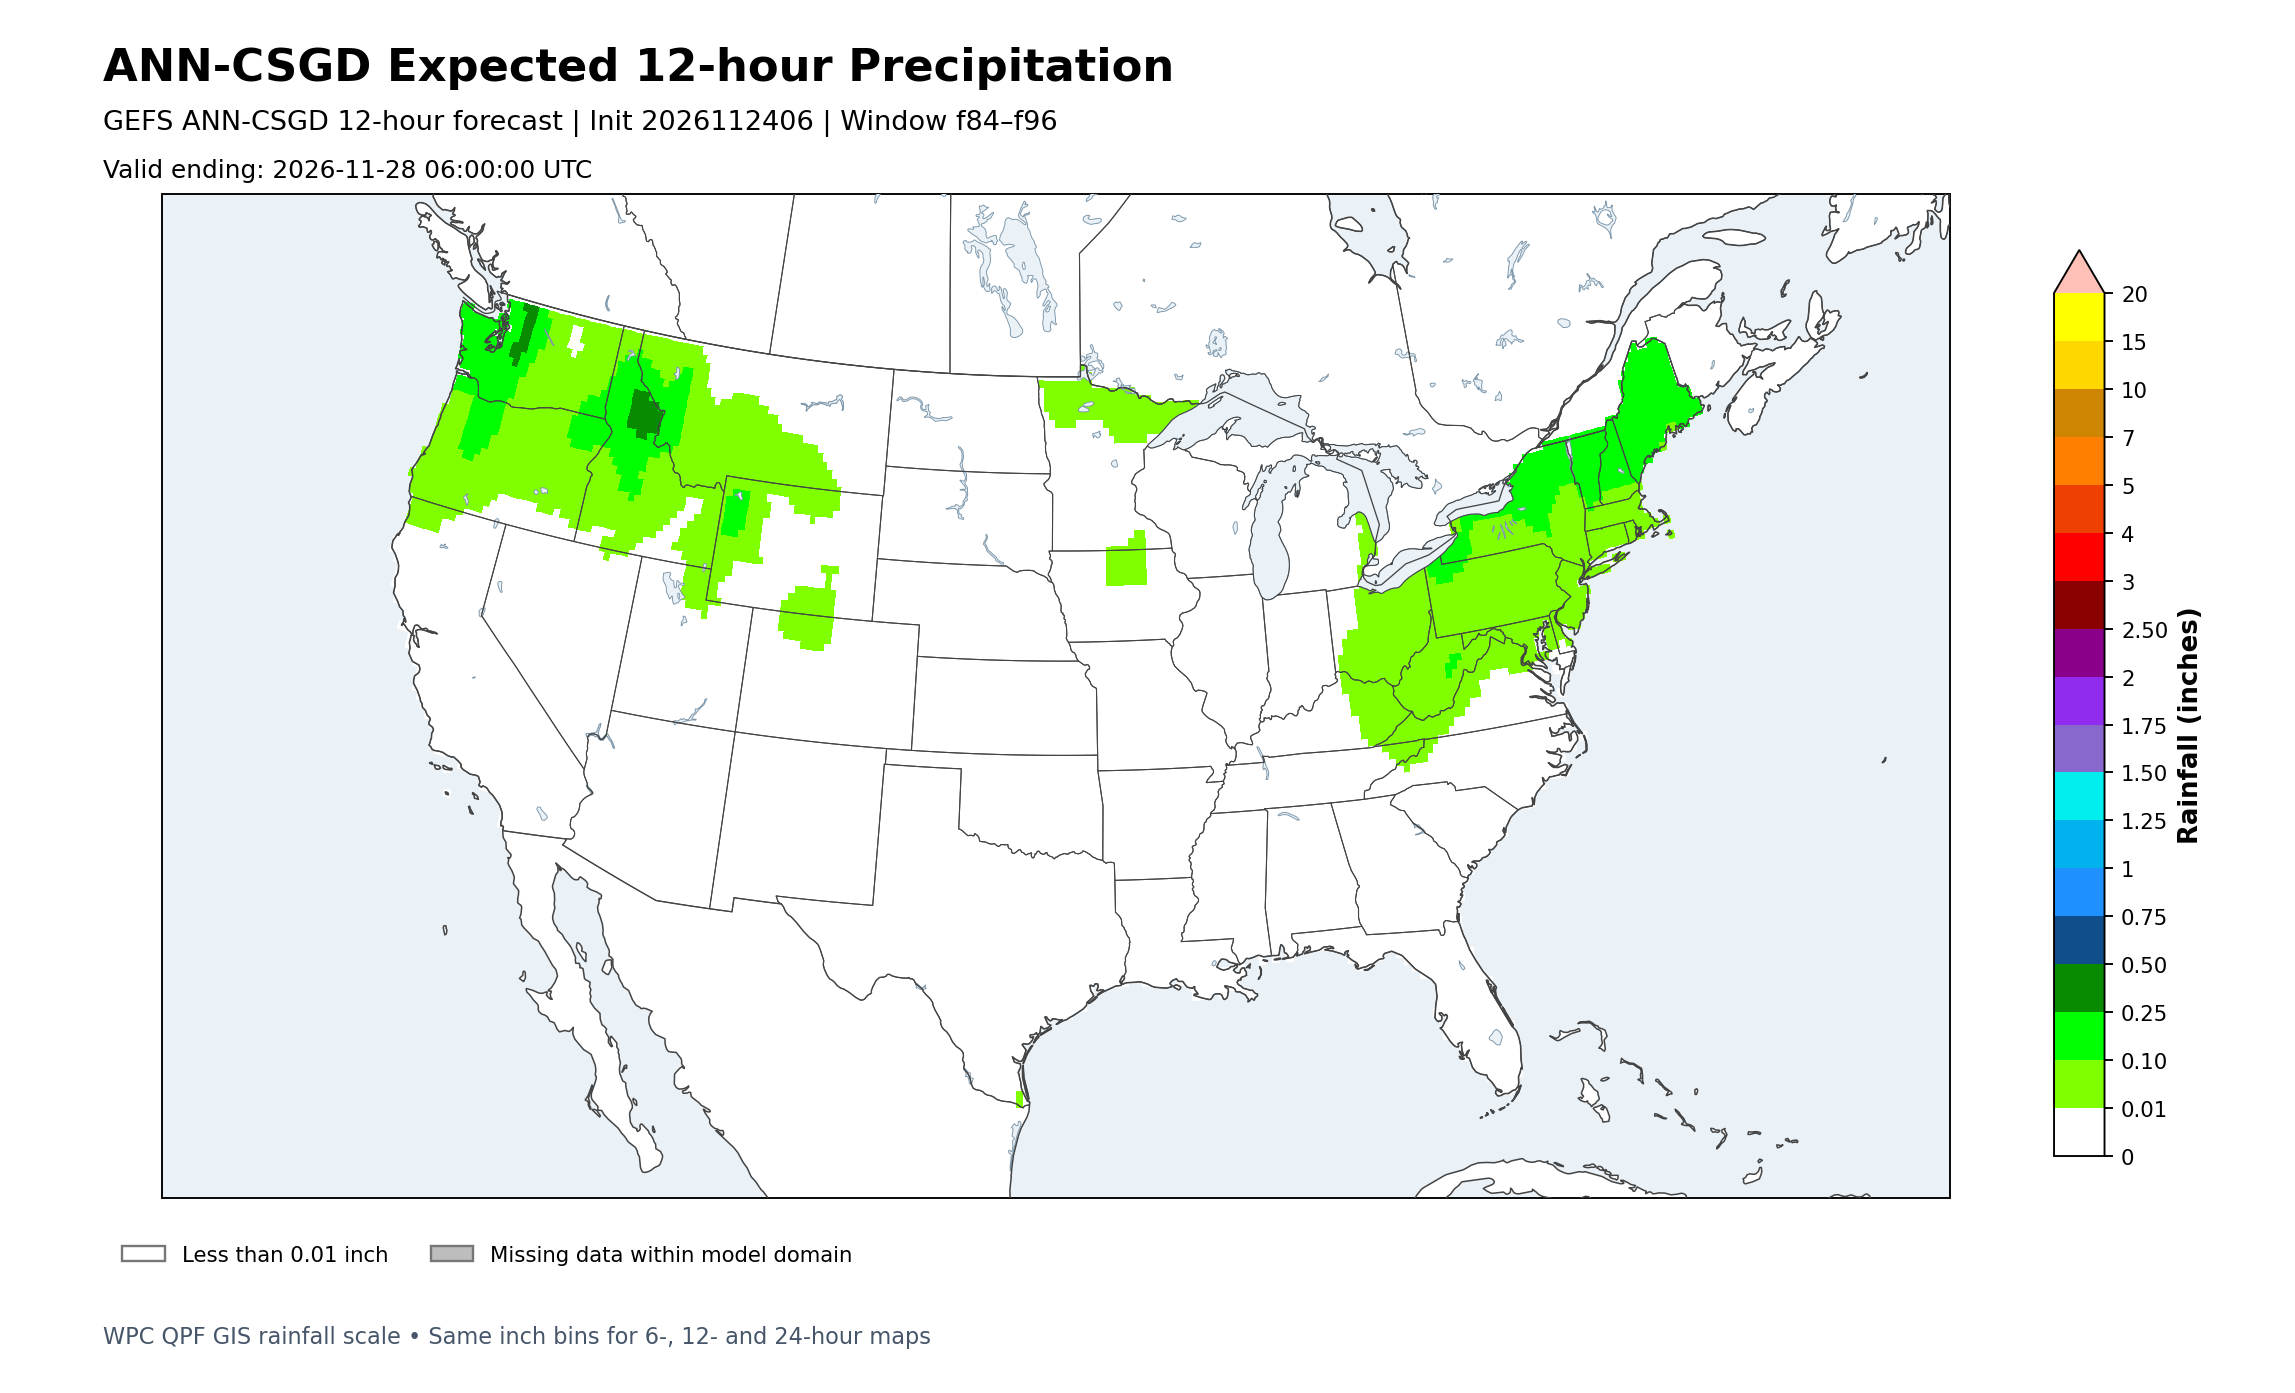 ANN-CSGD Expected 12-hour Precipitation
GEFS ANN-CSGD 12-hour forecast | Init 2026112406 | Window f84–f96
Valid ending: 2026-11-28 06:00:00 UTC
20
15
10
7
5
4
3
2.50
2
1.75
1.50
1.25
1
0.75
0.50
0.25
0.10
0.01
0
Rainfall (inches)
Less than 0.01 inch
Missing data within model domain
WPC QPF GIS rainfall scale • Same inch bins for 6-, 12- and 24-hour maps